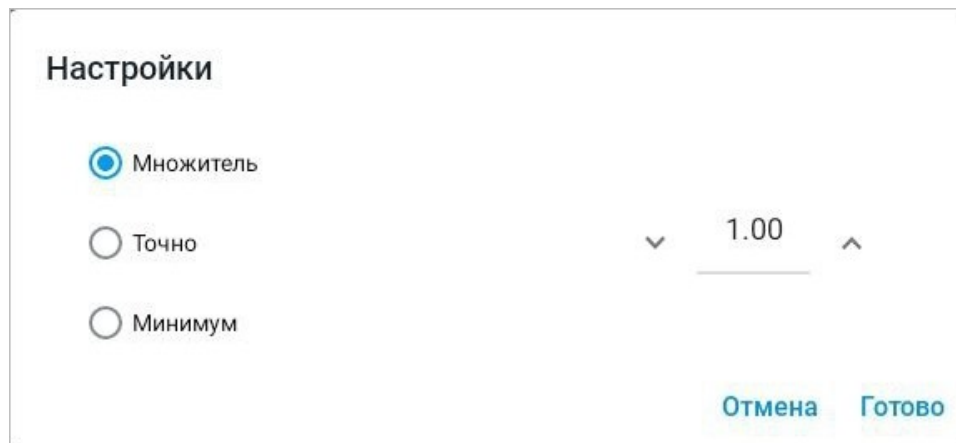 Настройки
Множитель
Точно
1.00
Минимум
Отмена Готово